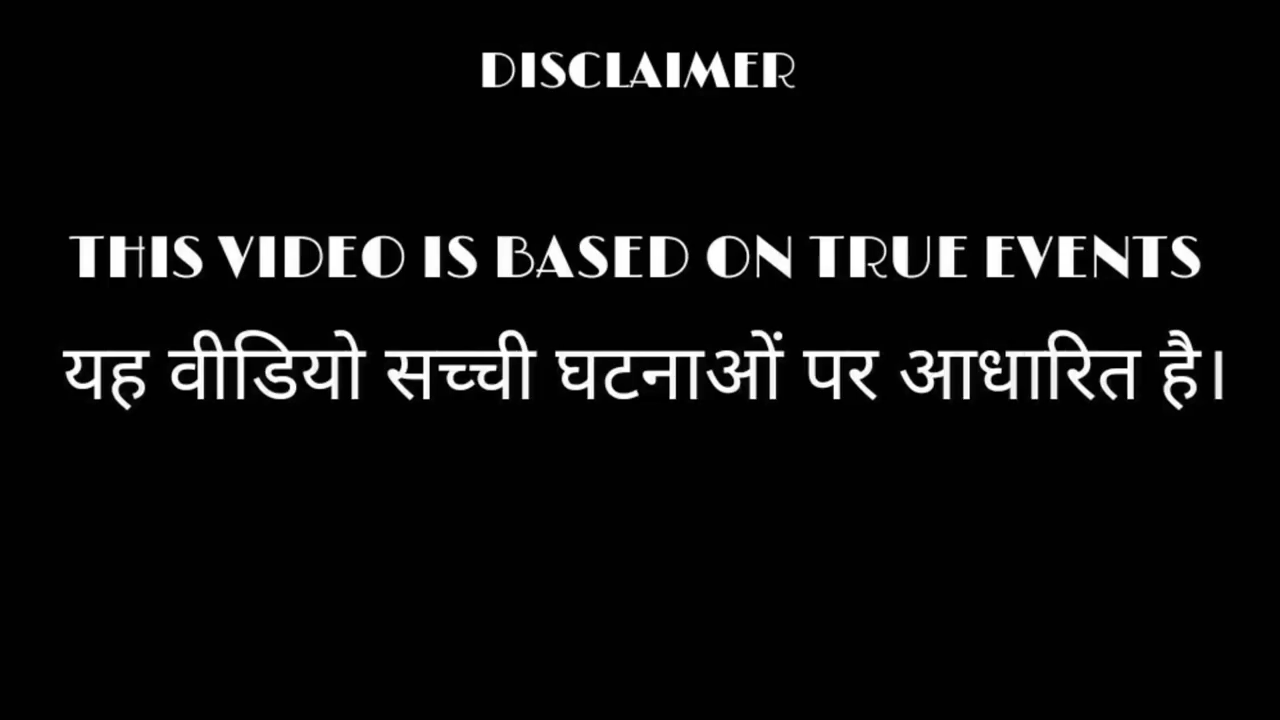 DISCLAIMER
THIS VIDEO IS BASED ON TRUE EVENTS
यह वीडियो सच्ची घटनाओं पर आधारित है।